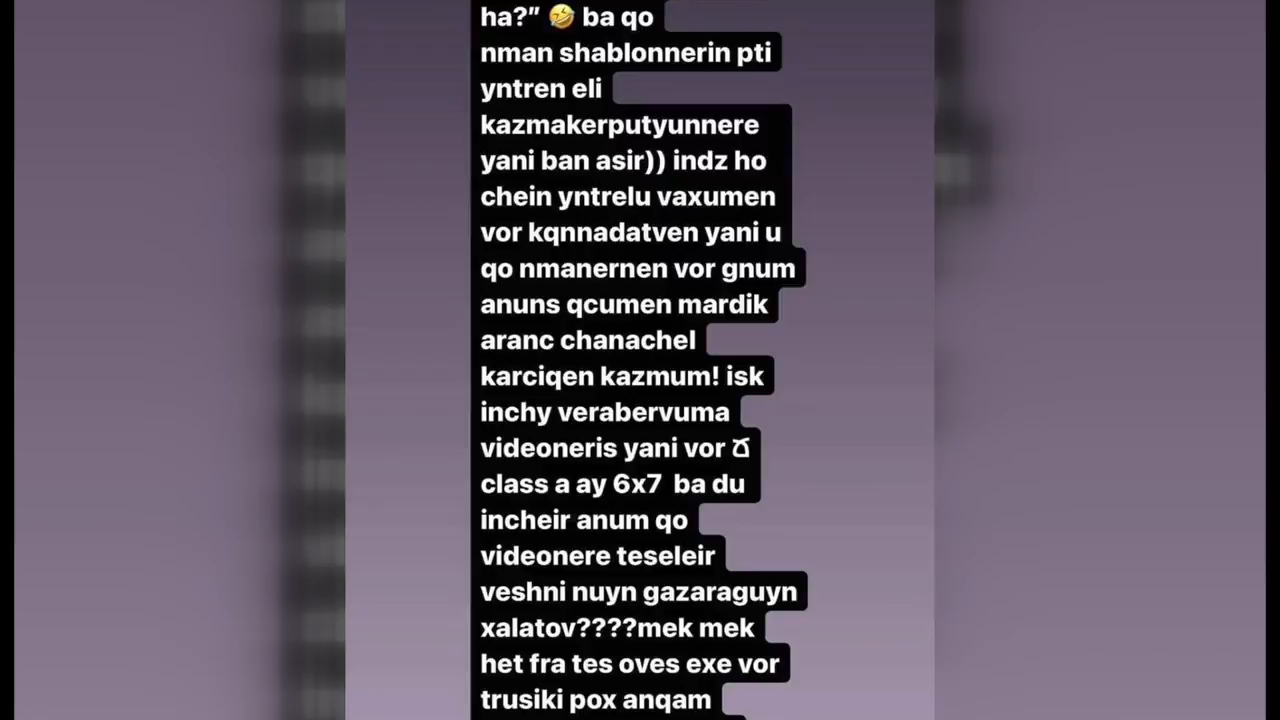 ha?” 🤣 ba qo
nman shablonnerin pti
yntren eli
kazmakerputyunnere
yani ban asir)) indz ho
chein yntrelu vaxumen
vor kqnnadatven yani u
qo nmanernen vor gnum
anuns qcumen mardik
aranc chanachel
karciqen kazmum! isk
inchy verabervuma
videoneris yani vor Ճ
class a ay 6x7 ba du
incheir anum qo
videonere teseleir
veshni nuyn gazaraguyn
xalatov????mek mek
het fra tes oves exe vor
trusiki pox anqam